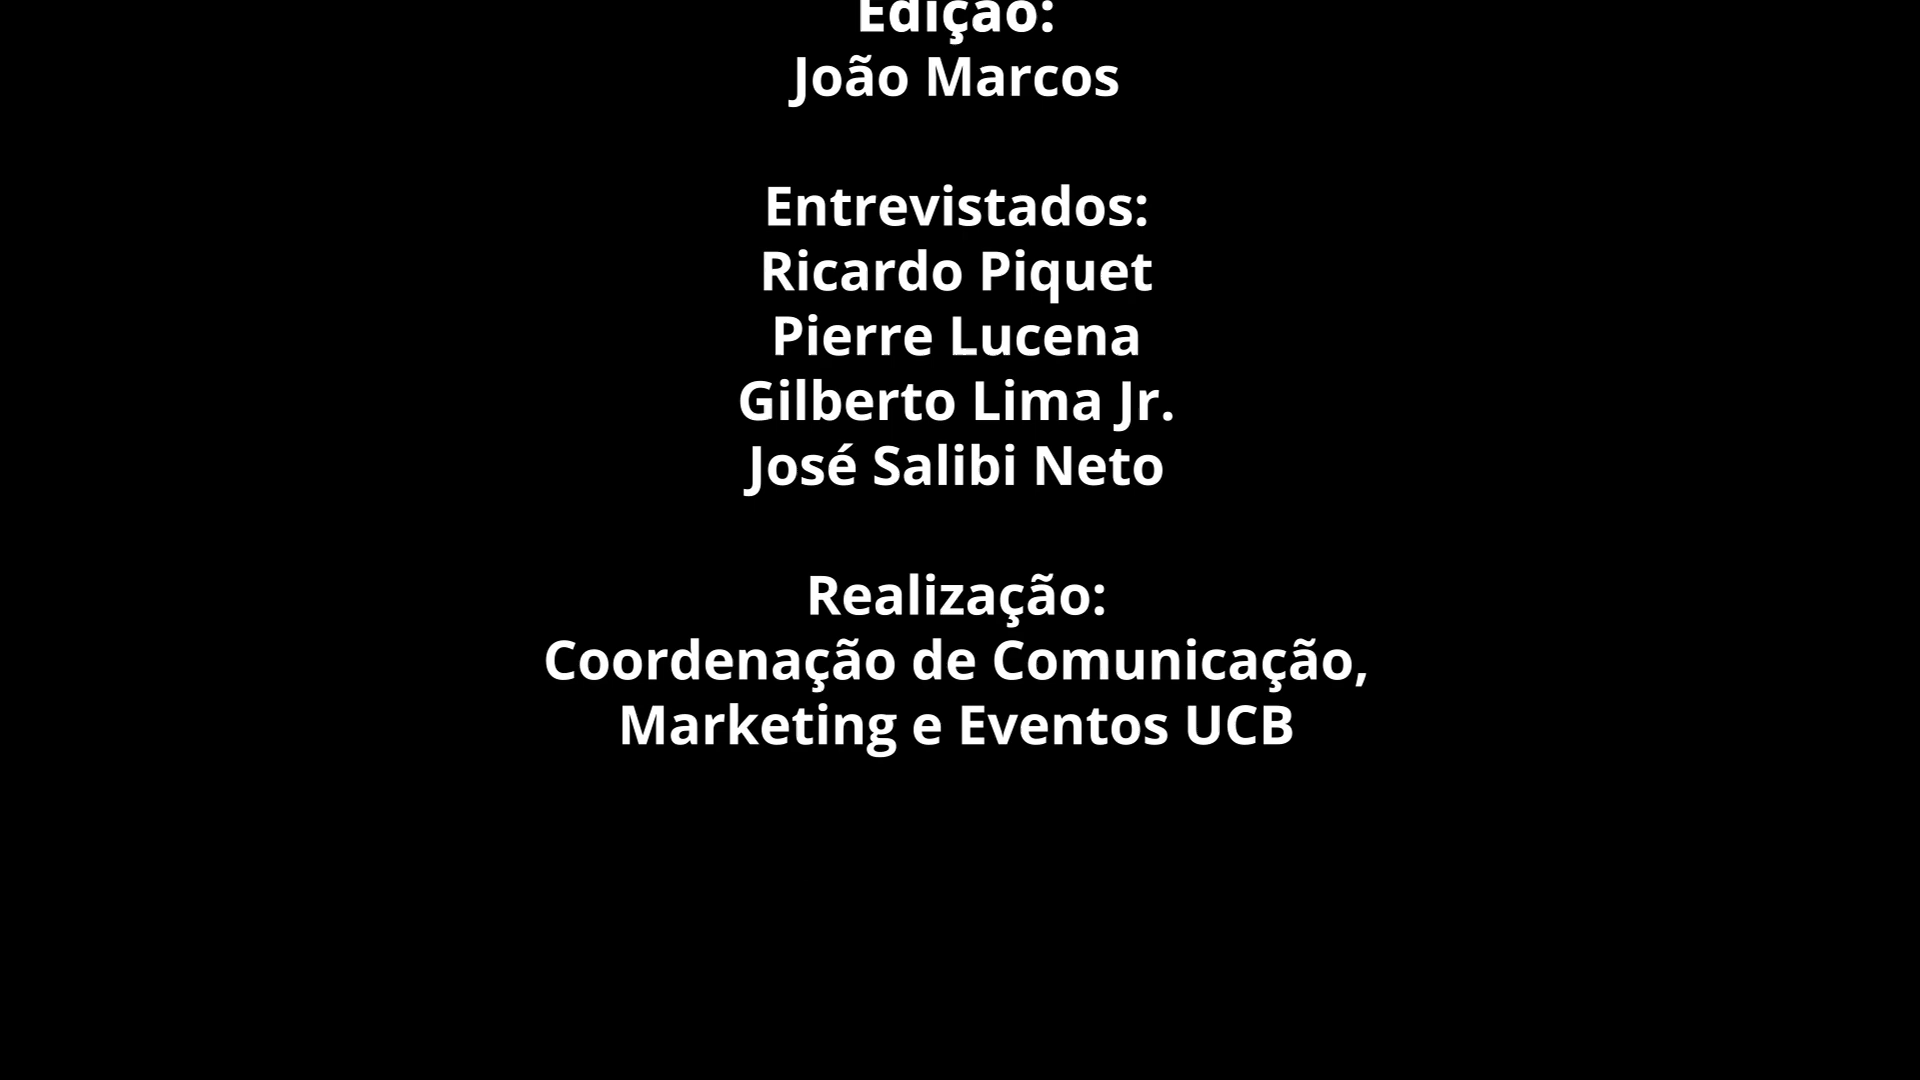 Edição:
João Marcos
Entrevistados:
Ricardo Piquet
Pierre Lucena
Gilberto Lima Jr.
José Salibi Neto
Realização:
Coordenação de Comunicação,
Marketing e Eventos UCB